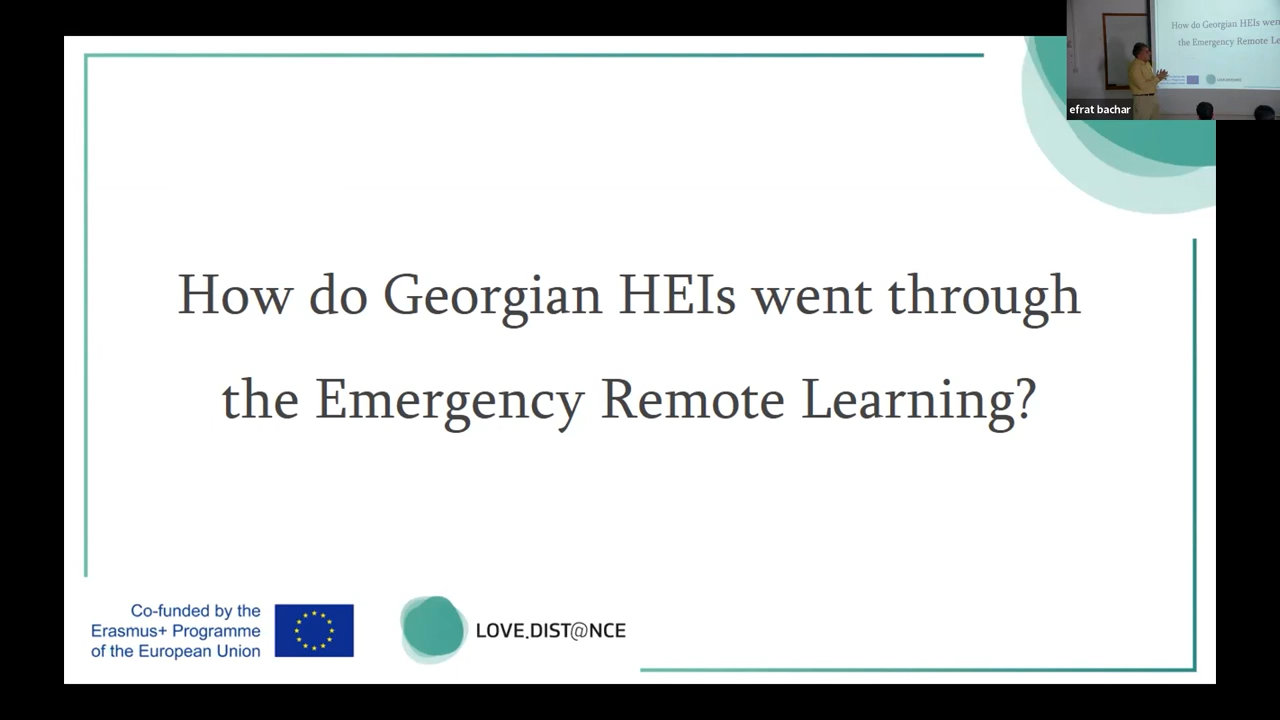 How do Georgian HEIs went through
the Emergency Remote Learning?
Co-funded by the
Erasmus+ Programme
of the European Union
LOVE.DIST@NCE
How do Georgian HEIs wen
the Emergency Remote Le
efrat bachar